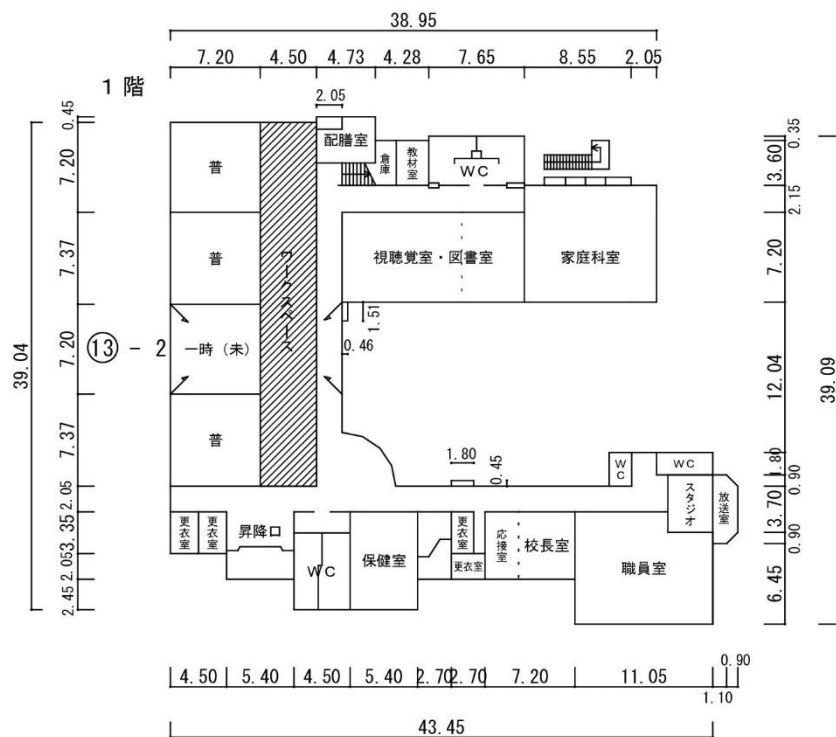 38.95
7.20 4.50 4.73 4.28 7.65 8.55 2.05
1階
2.05
0.45
7.20
7.37
7.20
7.37
2.05
3.35
2.05
2.45
39.04
0.35
3.60
2.15
7.20
12.04
1.80
0.90
3.70
0.90
6.45
39.09
配膳室
倉庫
教材室
WC
普
普
ワークスペース
視聴覚室・図書室
家庭科室
1.51
0.46
⑬ - 2
一時(未)
普
1.80
0.45
WC
WC
スタジオ
放送室
更衣室
更衣室
昇降口
WC
保健室
更衣室
更衣室
応接室
校長室
職員室
4.50 5.40 4.50 5.40 2.70 2.70 7.20 11.05 0.90
1.10
43.45